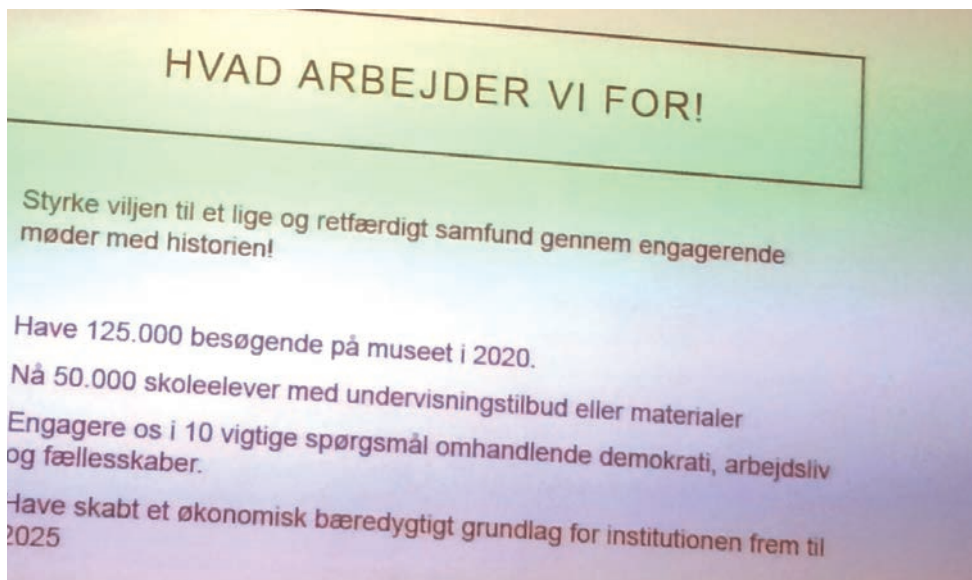 HVAD ARBEJDER VI FOR!
Styrke viljen til et lige og retfærdigt samfund gennem engagerende
møder med historien!
Have 125.000 besøgende på museet i 2020.
Nå 50.000 skoleelever med undervisningstilbud eller materialer
Engagere os i 10 vigtige spørgsmål omhandlende demokrati, arbejdsliv
og fællesskaber.
Have skabt et økonomisk bæredygtigt grundlag for institutionen frem til
2025